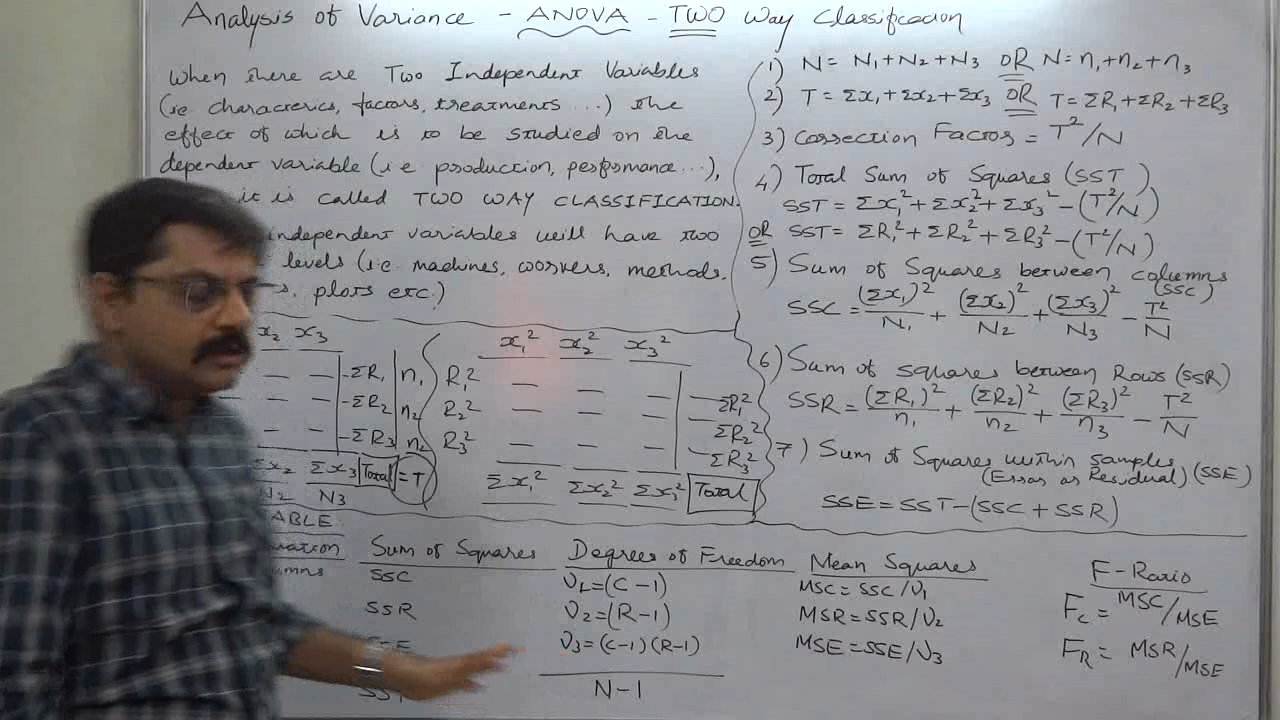 Analysis of Variance - ANOVA - TWO Way Classification
When there are Two Independent Variables
(ie characterics, factors, treatments ...) the
effect of which is to be studied on the
dependent variable (ie production, performance...),
it is called TWO WAY CLASSIFICATION.
independent variables will have two
levels (i.e. machines, workers, methods.
plots etc.)
x₂ x₃
— — -ΣR₁ n₁
— — -ΣR₂ n₂
— — -ΣR₃ n₂
Σx₂ Σx₃ Total = T
N₂ N₃
x₁² x₂² x₃²
R₁² — — — ΣR₁²
R₂² — — — ΣR₂²
R₃² — — — ΣR₃²
Σx₁² Σx₂² Σx₃² Total
1) N = N₁+N₂+N₃ OR N = n₁+n₂+n₃
2) T = Σx₁+Σx₂+Σx₃ OR T = ΣR₁+ΣR₂+ΣR₃
3) Correction Factor = T²/N
4) Total Sum of Squares (SST)
SST = Σx₁²+Σx₂²+Σx₃²-(T²/N)
OR SST = ΣR₁²+ΣR₂²+ΣR₃²-(T²/N)
5) Sum of Squares between columns
(SSC)
SSC = (Σx₁)²/N₁ + (Σx₂)²/N₂ + (Σx₃)²/N₃ - T²/N
6) Sum of squares between Rows (SSR)
SSR = (ΣR₁)²/n₁ + (ΣR₂)²/n₂ + (ΣR₃)²/n₃ - T²/N
7) Sum of Squares within samples
(Error or Residual) (SSE)
SSE = SST-(SSC+SSR)
TABLE
Sum of Squares Degrees of Freedom Mean Squares F-Ratio
SSC ν₁=(C-1) MSC=SSC/ν₁ Fc = MSC/MSE
SSR ν₂=(R-1) MSR=SSR/ν₂
SSE ν₃=(C-1)(R-1) MSE=SSE/ν₃ FR = MSR/MSE
SST N-1